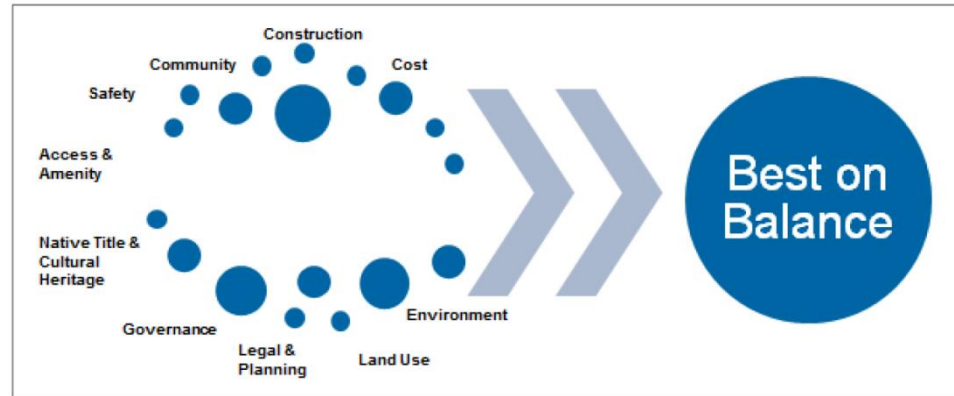 Construction
Community
Cost
Safety
Access &
Amenity
Native Title &
Cultural
Heritage
Governance
Legal &
Planning
Land Use
Environment
Best on
Balance